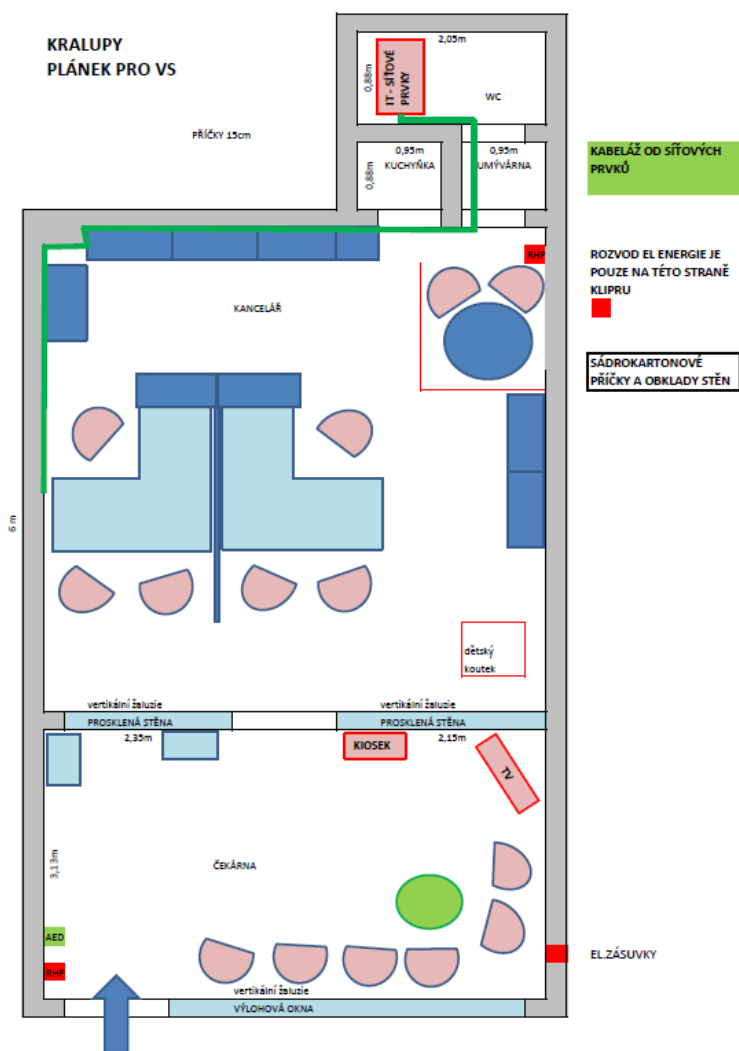 KRALUPY
PLÁNEK PRO VS
2,05m
0,88m
IT - SÍŤOVÉ
PRVKY
WC
PŘÍČKY 15cm
0,95m
KUCHYŇKA
0,88m
0,95m
UMÝVÁRNA
KABELÁŽ OD SÍŤOVÝCH
PRVKŮ
RHP
ROZVOD EL ENERGIE JE
POUZE NA TÉTO STRANĚ
KLIPRU
KANCELÁŘ
SÁDROKARTONOVÉ
PŘÍČKY A OBKLADY STĚN
6 m
dětský
koutek
vertikální žaluzie
vertikální žaluzie
PROSKLENÁ STĚNA
PROSKLENÁ STĚNA
2,35m
KIOSEK
2,15m
TV
3,13m
ČEKÁRNA
AED
RHP
EL.ZÁSUVKY
vertikální žaluzie
VÝLOHOVÁ OKNA